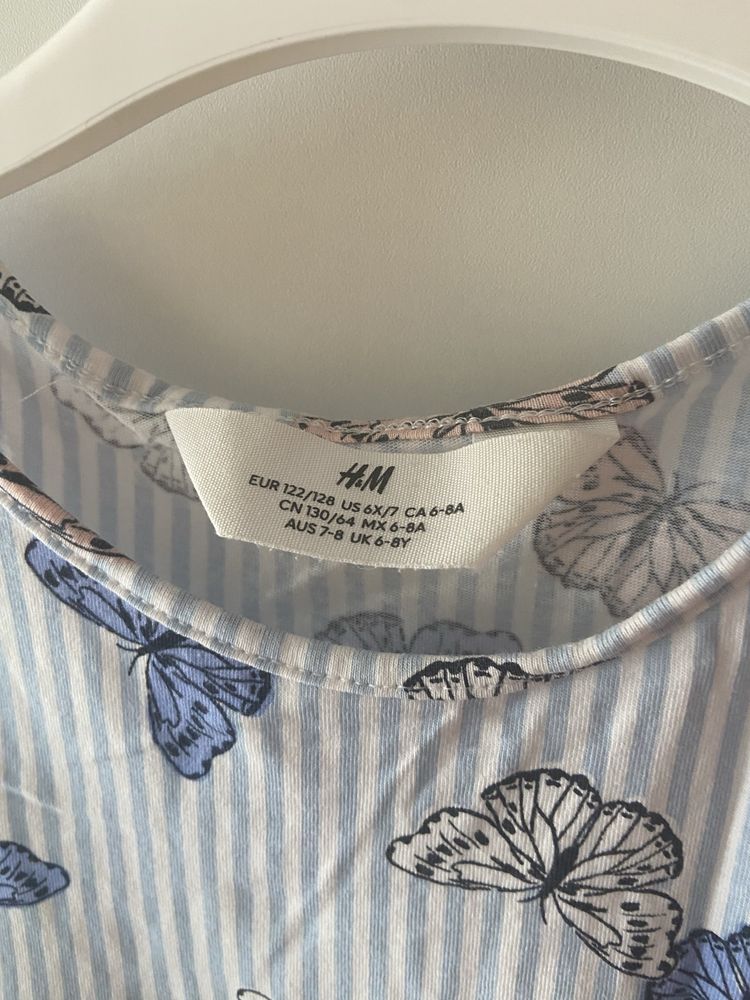 H&M
EUR 122/128 US 6X/7 CA 6-8A
CN 130/64 MX 6-8A
AUS 7-8 UK 6-8Y